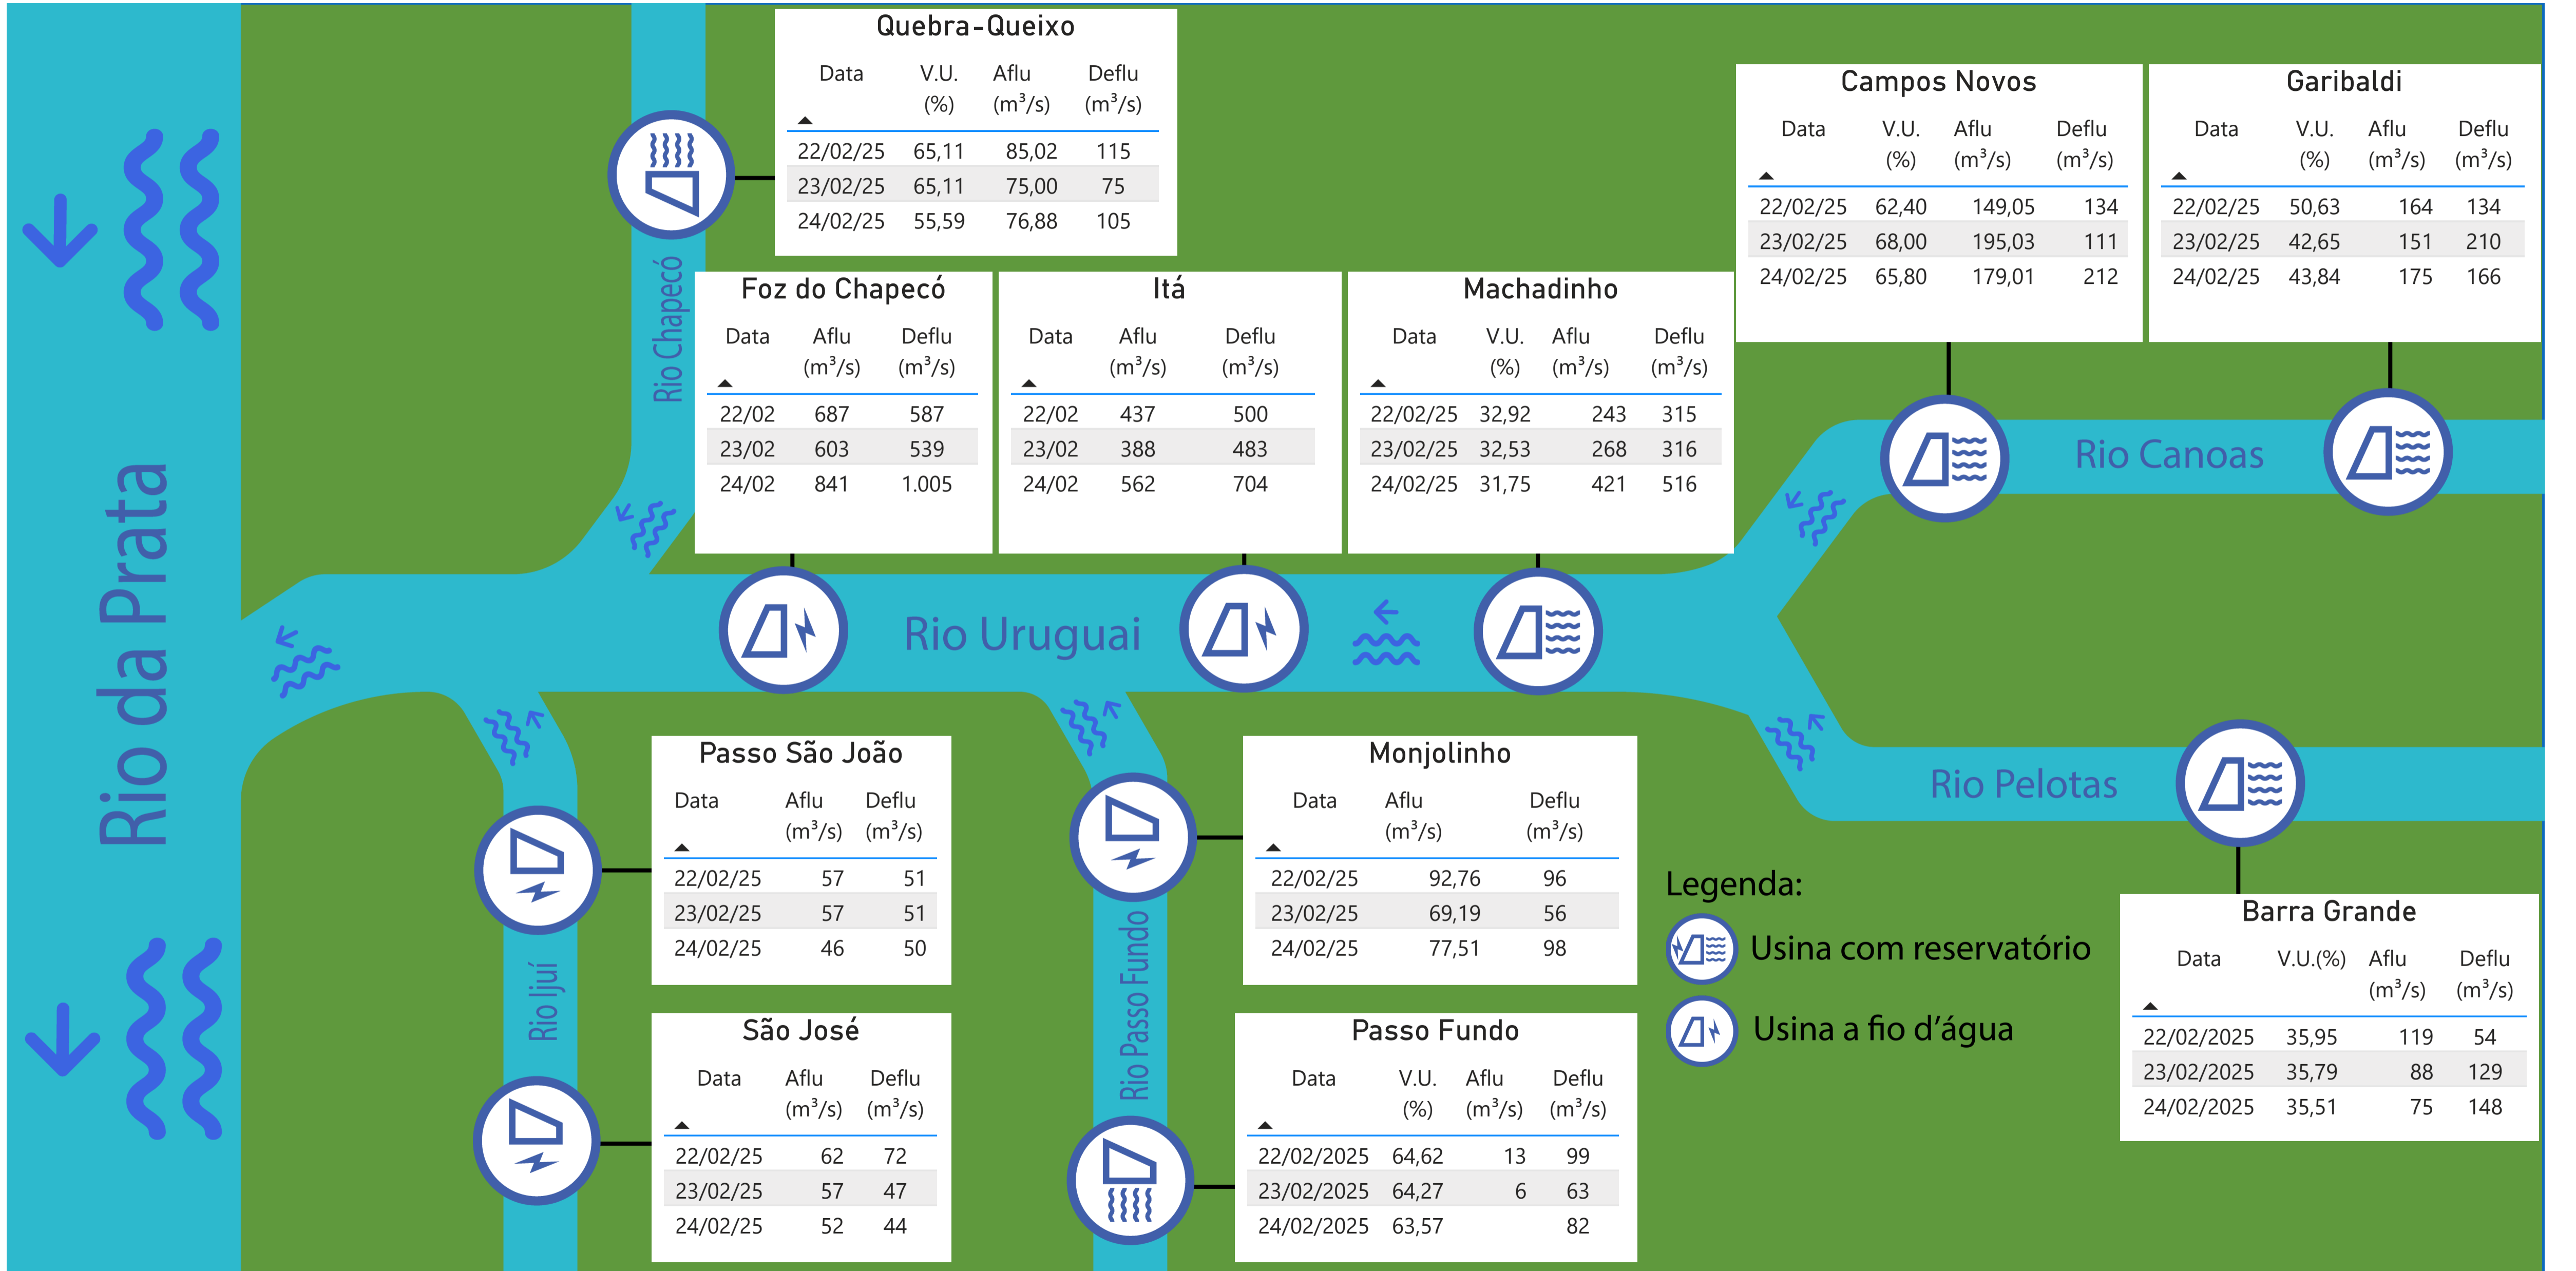 Quebra-Queixo
Data V.U. (%) Aflu (m³/s) Deflu (m³/s)
22/02/25 65,11 85,02 115
23/02/25 65,11 75,00 75
24/02/25 55,59 76,88 105
Campos Novos
Data V.U. (%) Aflu (m³/s) Deflu (m³/s)
22/02/25 62,40 149,05 134
23/02/25 68,00 195,03 111
24/02/25 65,80 179,01 212
Garibaldi
Data V.U. (%) Aflu (m³/s) Deflu (m³/s)
22/02/25 50,63 164 134
23/02/25 42,65 151 210
24/02/25 43,84 175 166
Rio Chapecó
Foz do Chapecó
Data Aflu (m³/s) Deflu (m³/s)
22/02 687 587
23/02 603 539
24/02 841 1.005
Itá
Data Aflu (m³/s) Deflu (m³/s)
22/02 437 500
23/02 388 483
24/02 562 704
Machadinho
Data V.U. (%) Aflu (m³/s) Deflu (m³/s)
22/02/25 32,92 243 315
23/02/25 32,53 268 316
24/02/25 31,75 421 516
Rio Canoas
Rio da Prata
Rio Uruguai
Rio Pelotas
Passo São João
Data Aflu (m³/s) Deflu (m³/s)
22/02/25 57 51
23/02/25 57 51
24/02/25 46 50
Monjolinho
Data Aflu (m³/s) Deflu (m³/s)
22/02/25 92,76 96
23/02/25 69,19 56
24/02/25 77,51 98
Legenda:
Usina com reservatório
Usina a fio d’água
Barra Grande
Data V.U.(%) Aflu (m³/s) Deflu (m³/s)
22/02/2025 35,95 119 54
23/02/2025 35,79 88 129
24/02/2025 35,51 75 148
Rio Ijuí
Rio Passo Fundo
São José
Data Aflu (m³/s) Deflu (m³/s)
22/02/25 62 72
23/02/25 57 47
24/02/25 52 44
Passo Fundo
Data V.U. (%) Aflu (m³/s) Deflu (m³/s)
22/02/2025 64,62 13 99
23/02/2025 64,27 6 63
24/02/2025 63,57 82